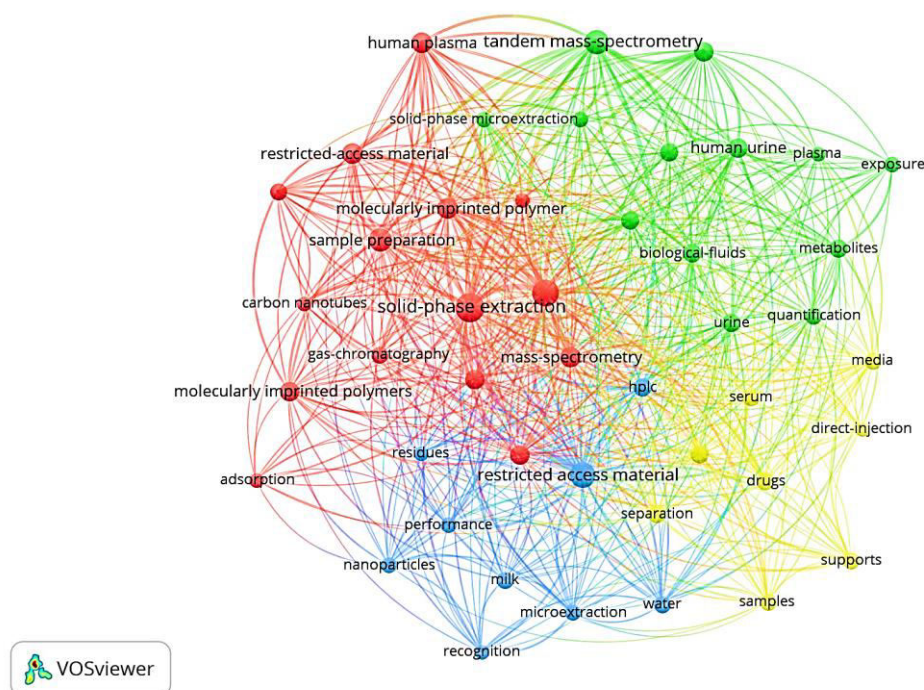 human plasma
tandem mass-spectrometry
solid-phase microextraction
restricted-access material
human urine
plasma
exposure
molecularly imprinted polymer
sample preparation
biological-fluids
metabolites
carbon nanotubes
solid-phase extraction
urine
quantification
gas-chromatography
mass-spectrometry
media
molecularly imprinted polymers
hplc
serum
direct-injection
residues
adsorption
restricted access material
drugs
performance
separation
nanoparticles
supports
milk
microextraction
water
samples
recognition
VOSviewer